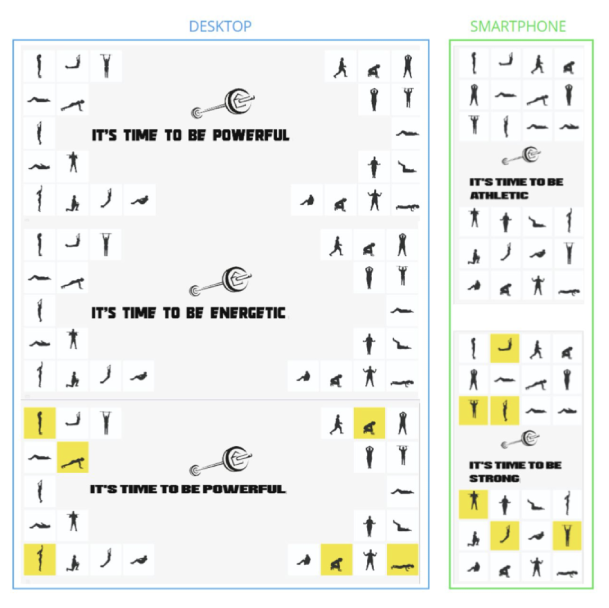 DESKTOP
SMARTPHONE
IT'S TIME TO BE POWERFUL
IT'S TIME TO BE ENERGETIC
IT'S TIME TO BE POWERFUL
IT'S TIME TO BE
ATHLETIC
IT'S TIME TO BE
STRONG